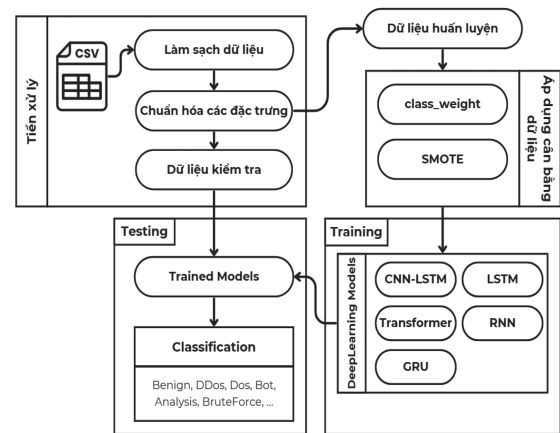 Tiền xử lý
CSV
Làm sạch dữ liệu
Chuẩn hóa các đặc trưng
Dữ liệu kiểm tra
Dữ liệu huấn luyện
class_weight
SMOTE
Áp dụng cân bằng
dữ liệu
Testing
Trained Models
Classification
Benign, DDos, Dos, Bot,
Analysis, BruteForce, ...
Training
DeepLearning Models
CNN-LSTM
LSTM
Transformer
RNN
GRU